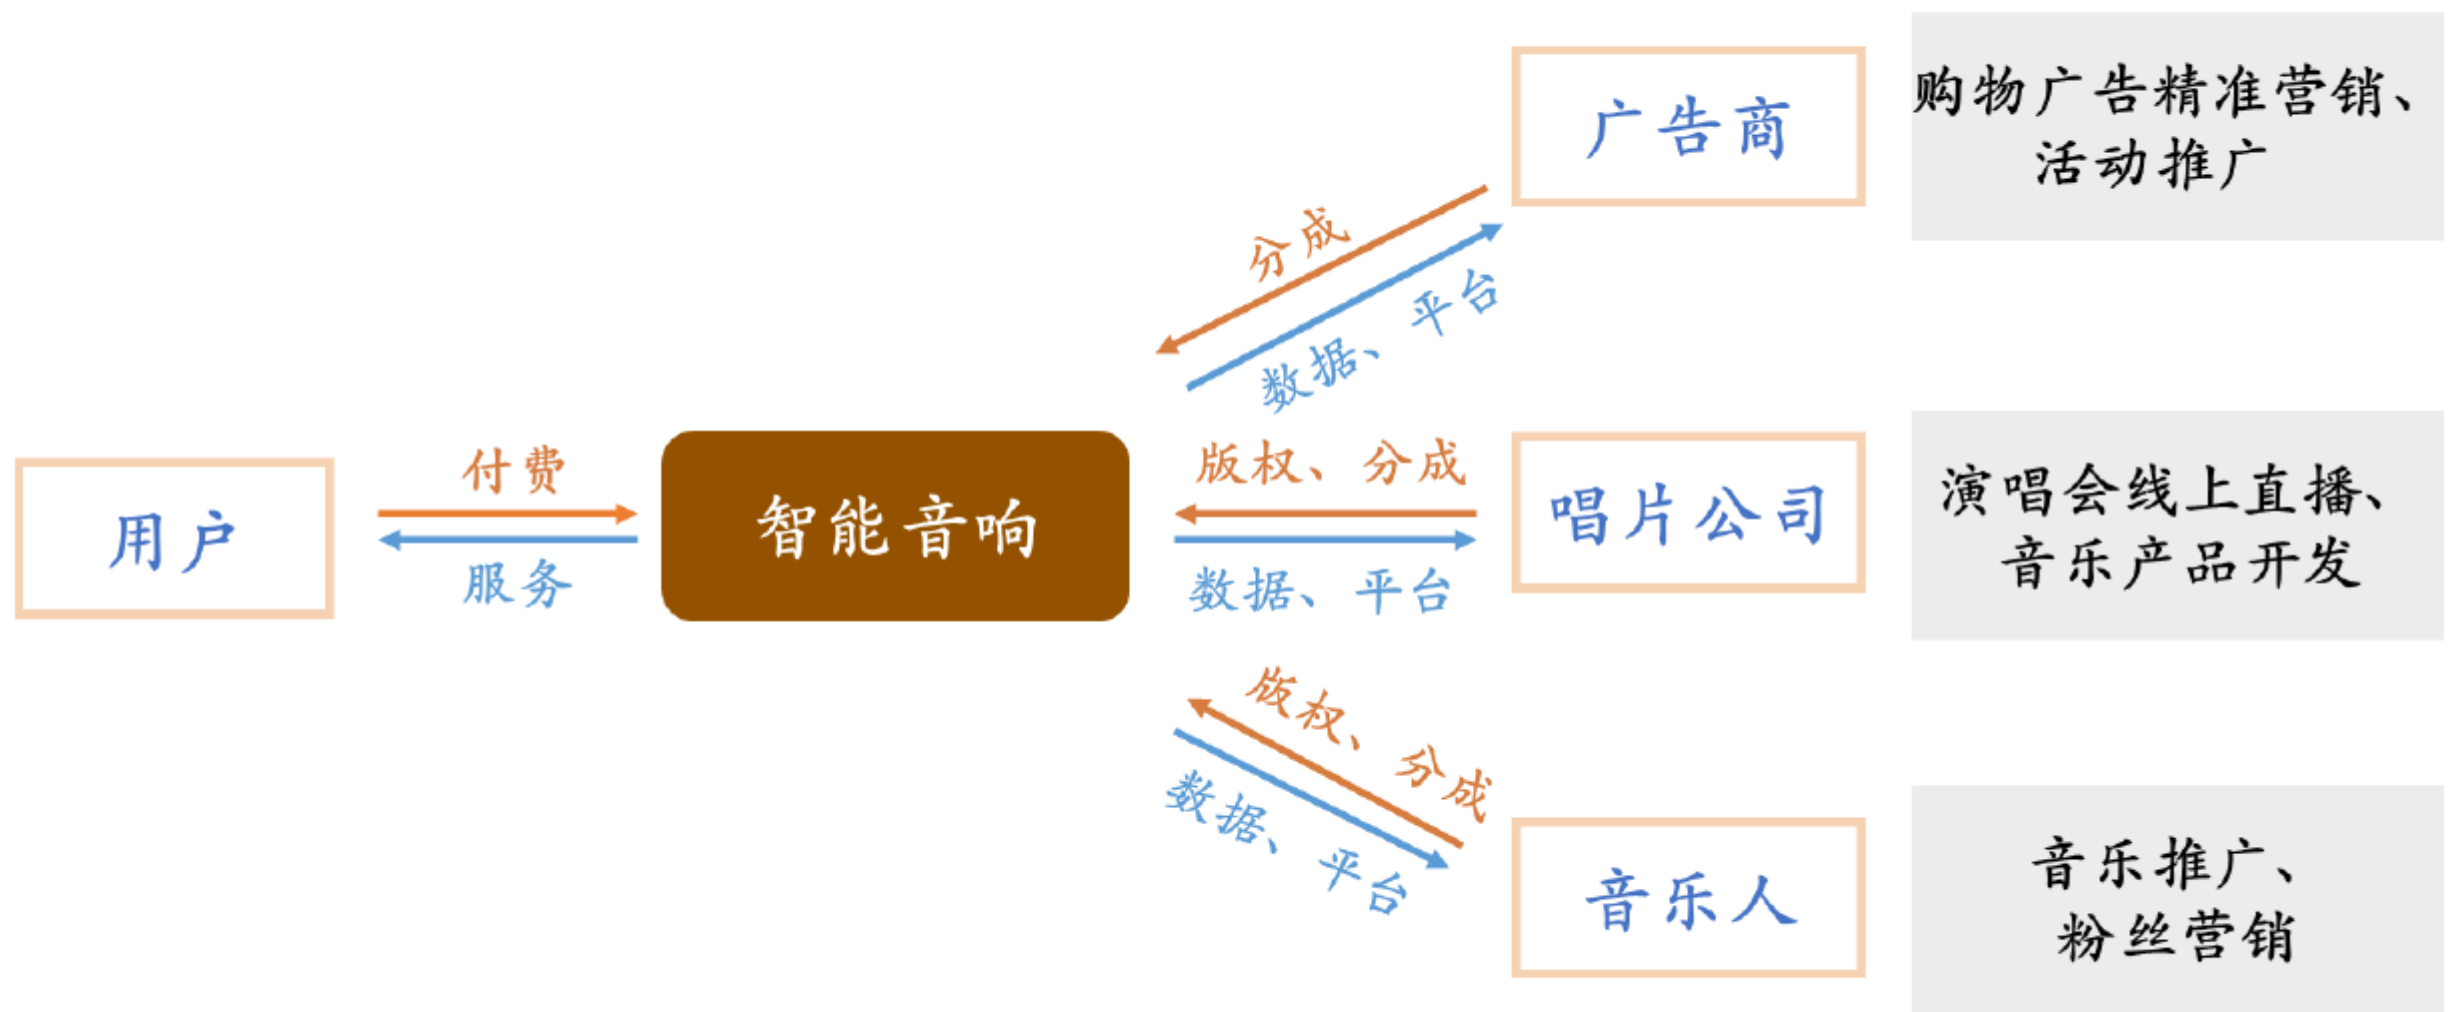 广告商
购物广告精准营销、
活动推广
分成
数据、平台
用户
付费
服务
智能音响
版权、分成
数据、平台
唱片公司
演唱会线上直播、
音乐产品开发
版权、分成
数据、平台
音乐人
音乐推广、
粉丝营销